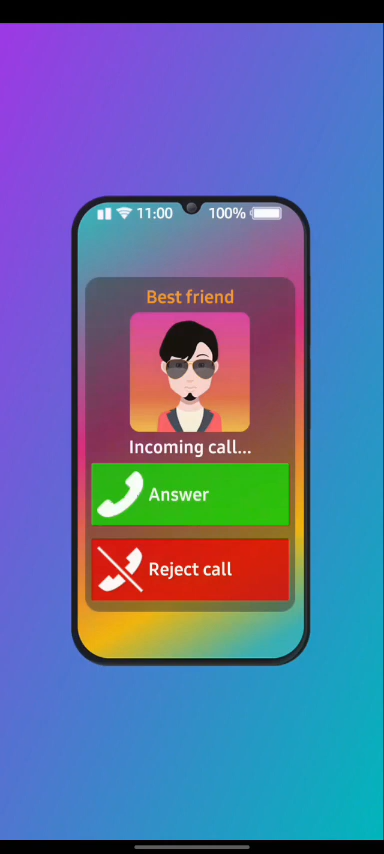 11:00 100%
Best friend
Incoming call...
Answer
Reject call